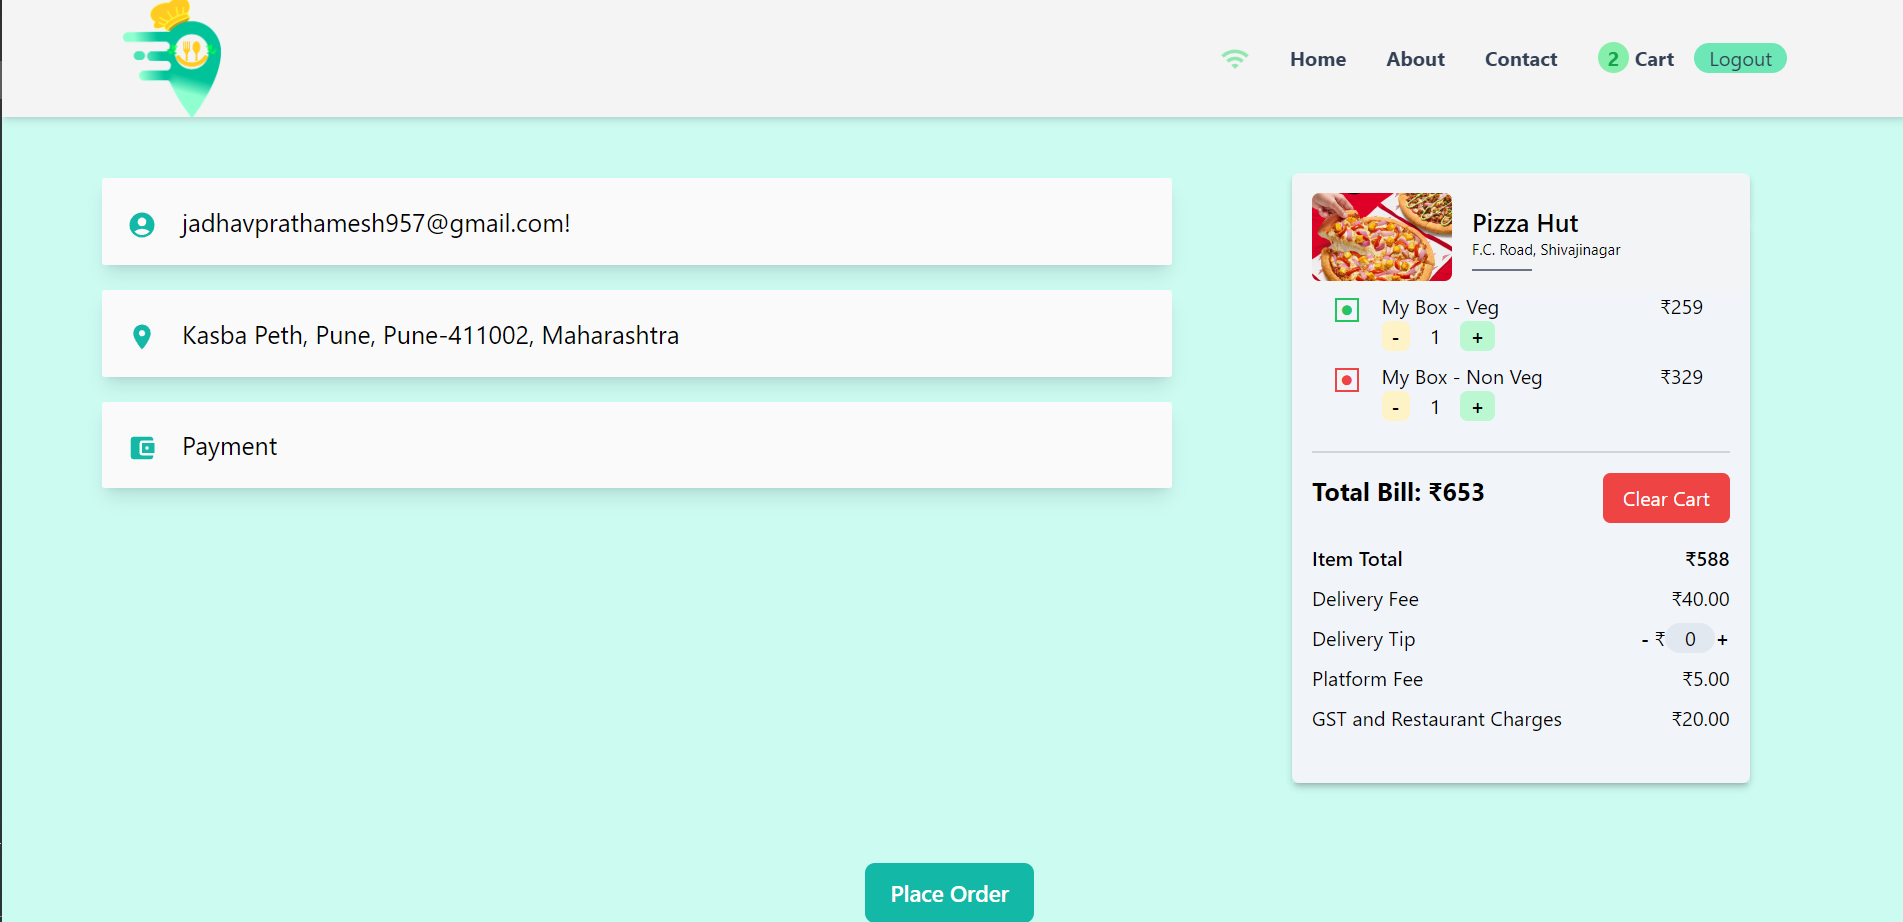 Home About Contact 2 Cart Logout
jadhavprathamesh957@gmail.com!
Kasba Peth, Pune, Pune-411002, Maharashtra
Payment
Pizza Hut
F.C. Road, Shivajinagar
My Box - Veg ₹259
- 1 +
My Box - Non Veg ₹329
- 1 +
Total Bill: ₹653 Clear Cart
Item Total ₹588
Delivery Fee ₹40.00
Delivery Tip - ₹ 0 +
Platform Fee ₹5.00
GST and Restaurant Charges ₹20.00
Place Order